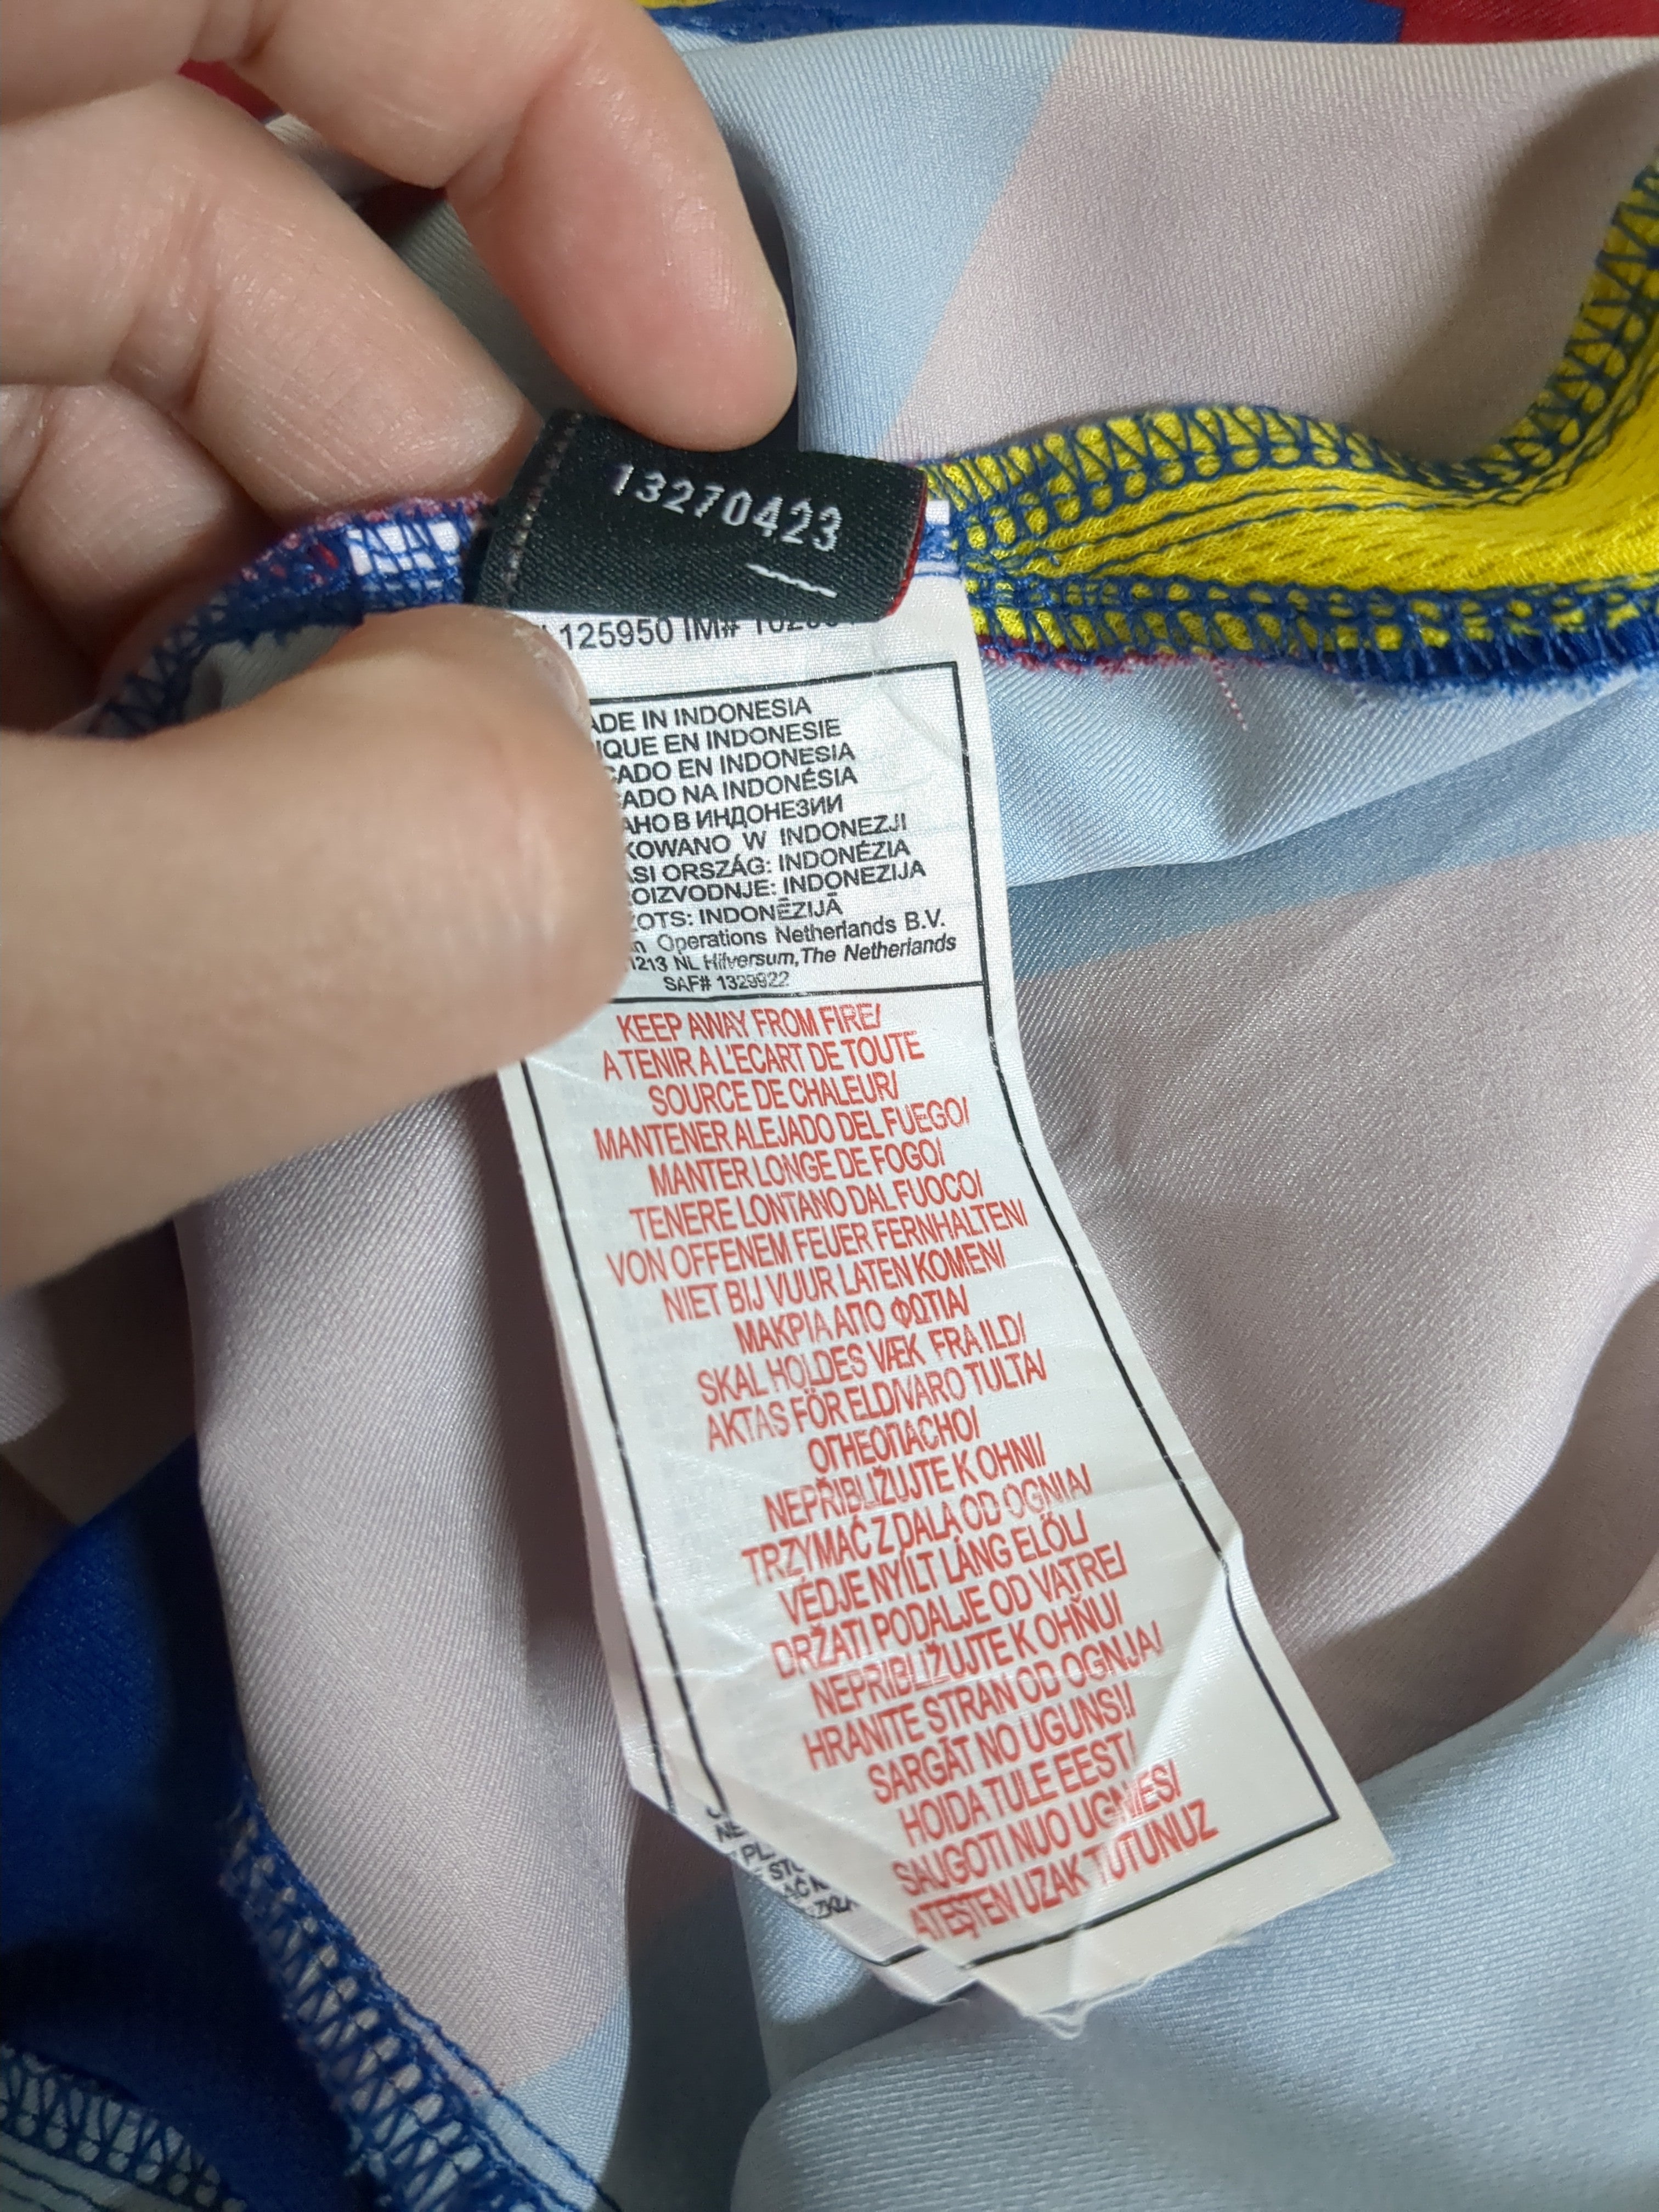 13270423
125950 IM#
ADE IN INDONESIA
IQUE EN INDONESIE
CADO EN INDONESIA
ADO NA INDONÉSIA
AHO В ИНДОНЕЗИИ
KOWANO W INDONEZJI
ASI ORSZÁG: INDONÉZIA
OIZVODNJE: INDONEZIJA
OTS: INDONĒZIJĀ
n Operations Netherlands B.V.
1213 NL Hilversum, The Netherlands
SAF# 1329922
KEEP AWAY FROM FIRE/
A TENIR A L'ECART DE TOUTE
SOURCE DE CHALEUR/
MANTENER ALEJADO DEL FUEGO/
MANTER LONGE DE FOGO/
TENERE LONTANO DAL FUOCO/
VON OFFENEM FEUER FERNHALTEN/
NIET BIJ VUUR LATEN KOMEN/
ΜΑΚΡΙΑ ΑΠΟ ΦΩΤΙΑ/
SKAL HOLDES VÆK FRA ILD/
AKTAS FÖR ELD/VARO TULTA/
ОГНЕОПАСНО/
NEPŘIBLIŽUJTE K OHNI/
TRZYMAĆ Z DALA OD OGNIA/
VÉDJE NYÍLT LÁNG ELŐL/
DRŽATI PODALJE OD VATRE/
NEPRIBLIŽUJTE K OHŇU/
HRANITE STRAN OD OGNJA/
SARGĀT NO UGUNS!/
HOIDA TULE EEST/
SAUGOTI NUO UGNIES/
ATEŞTEN UZAK TUTUNUZ